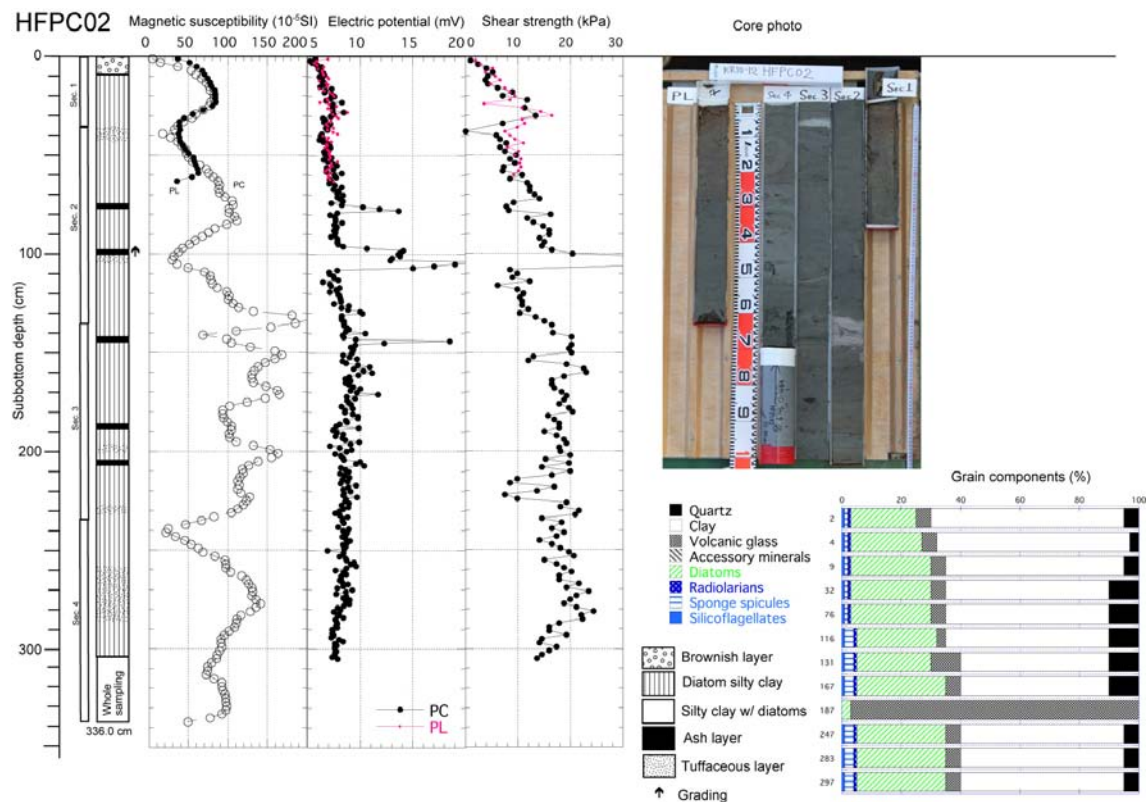 HFPC02
Magnetic susceptibility (10-5SI)
Electric potential (mV)
Shear strength (kPa)
Core photo
0 50 100 150 200
5 10 15 20
0 10 20 30
Subbottom depth (cm)
0
100
200
300
Sec. 1
Sec. 2
Sec. 3
Sec. 4
Whole sampling
336.0 cm
PL
PC
PC
PL
KR10-12 HFPC02
PL
Sec 4
Sec 3
Sec2
Sec1
1
2
3
4
5
6
7
8
9
1
Grain components (%)
0 20 40 60 80 100
2
4
9
32
76
116
131
167
187
247
283
297
Quartz
Clay
Volcanic glass
Accessory minerals
Diatoms
Radiolarians
Sponge spicules
Silicoflagellates
Brownish layer
Diatom silty clay
Silty clay w/ diatoms
Ash layer
Tuffaceous layer
Grading